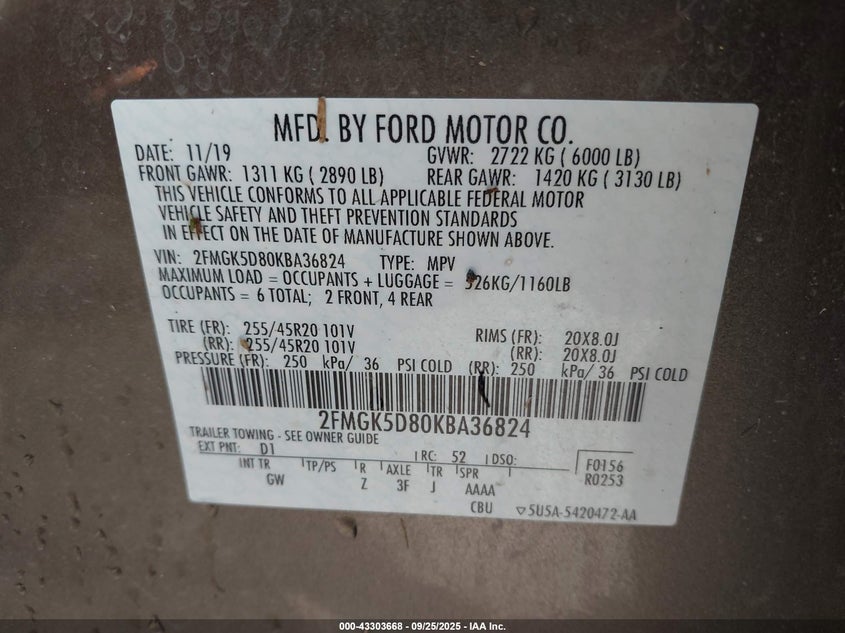 MFD. BY FORD MOTOR CO.
DATE: 11/19 GVWR: 2722 KG ( 6000 LB)
FRONT GAWR: 1311 KG ( 2890 LB) REAR GAWR: 1420 KG ( 3130 LB)
THIS VEHICLE CONFORMS TO ALL APPLICABLE FEDERAL MOTOR
VEHICLE SAFETY AND THEFT PREVENTION STANDARDS
IN EFFECT ON THE DATE OF MANUFACTURE SHOWN ABOVE.
VIN: 2FMGK5D80KBA36824 TYPE: MPV
MAXIMUM LOAD = OCCUPANTS + LUGGAGE = 526KG/1160LB
OCCUPANTS = 6 TOTAL; 2 FRONT, 4 REAR
TIRE (FR): 255/45R20 101V RIMS (FR): 20X8.0J
(RR): 255/45R20 101V (RR): 20X8.0J
PRESSURE (FR): 250 kPa/ 36 PSI COLD (RR): 250 kPa/ 36 PSI COLD
2FMGK5D80KBA36824
TRAILER TOWING - SEE OWNER GUIDE
EXT PNT: D1 RC: 52 DSO:
INT TR TP/PS R AXLE TR SPR
GW Z 3F J AAAA
F0156
R0253
CBU ▽5U5A-5420472-AA
000-43303668 - 09/25/2025 - IAA Inc.